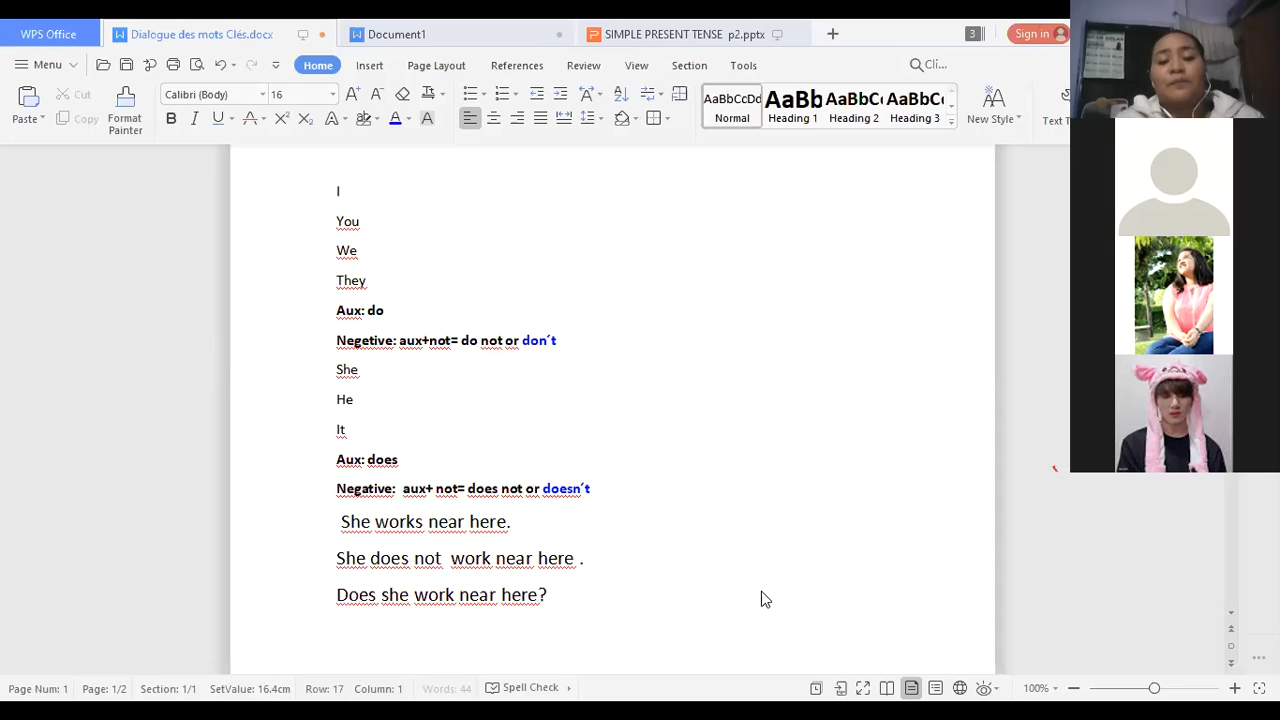 WPS Office
Dialogue des mots Clés.docx
Document1
SIMPLE PRESENT TENSE p2.pptx
3
Sign in
Menu
Home
Insert
Page Layout
References
Review
View
Section
Tools
Cli...
Paste
Cut
Copy
Format Painter
Calibri (Body)
16
AaBbCcDd
Normal
AaBb
Heading 1
AaBbC
Heading 2
AaBbC
Heading 3
New Style
Text T
I
You
We
They
Aux: do
Negetive: aux+not= do not or don´t
She
He
It
Aux: does
Negative: aux+ not= does not or doesn´t
She works near here.
She does not work near here .
Does she work near here?
Page Num: 1
Page: 1/2
Section: 1/1
SetValue: 16.4cm
Row: 17
Column: 1
Words: 44
Spell Check
100%